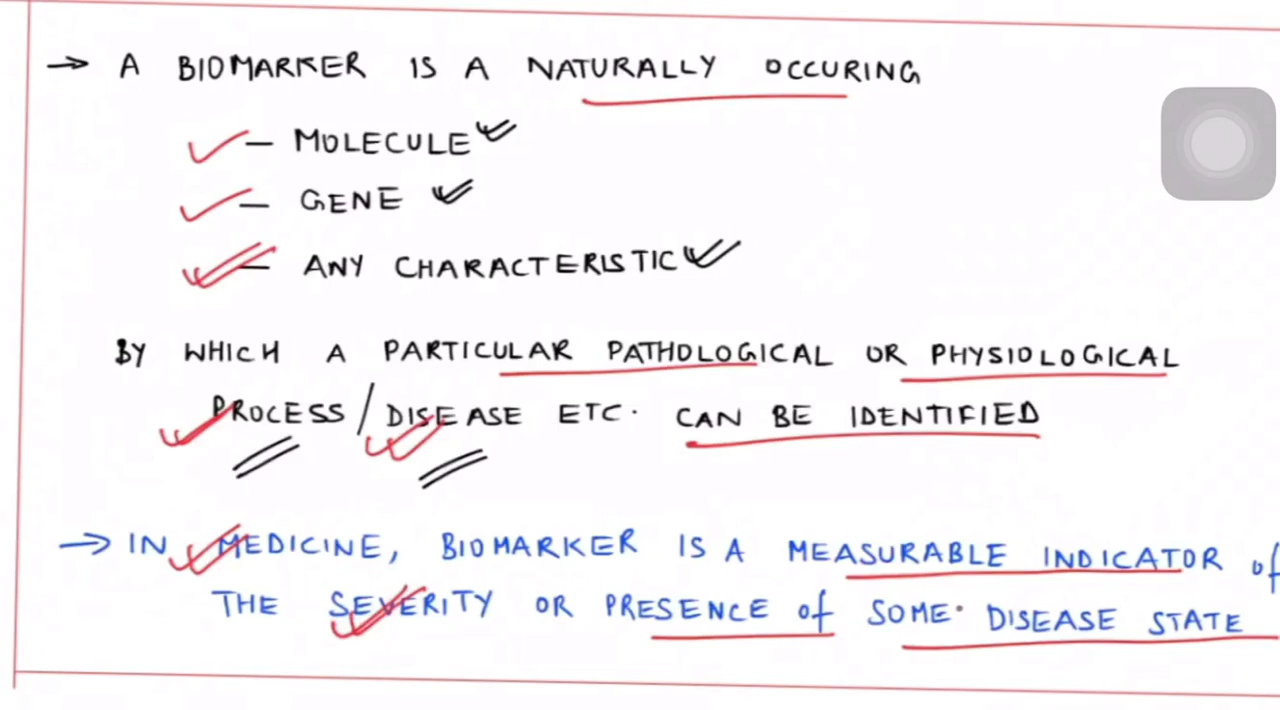 → A BIOMARKER IS A NATURALLY OCCURING
— MOLECULE
— GENE
— ANY CHARACTERISTIC
BY WHICH A PARTICULAR PATHOLOGICAL OR PHYSIOLOGICAL
PROCESS / DISEASE ETC. CAN BE IDENTIFIED
→ IN MEDICINE, BIOMARKER IS A MEASURABLE INDICATOR of
THE SEVERITY OR PRESENCE of SOME DISEASE STATE